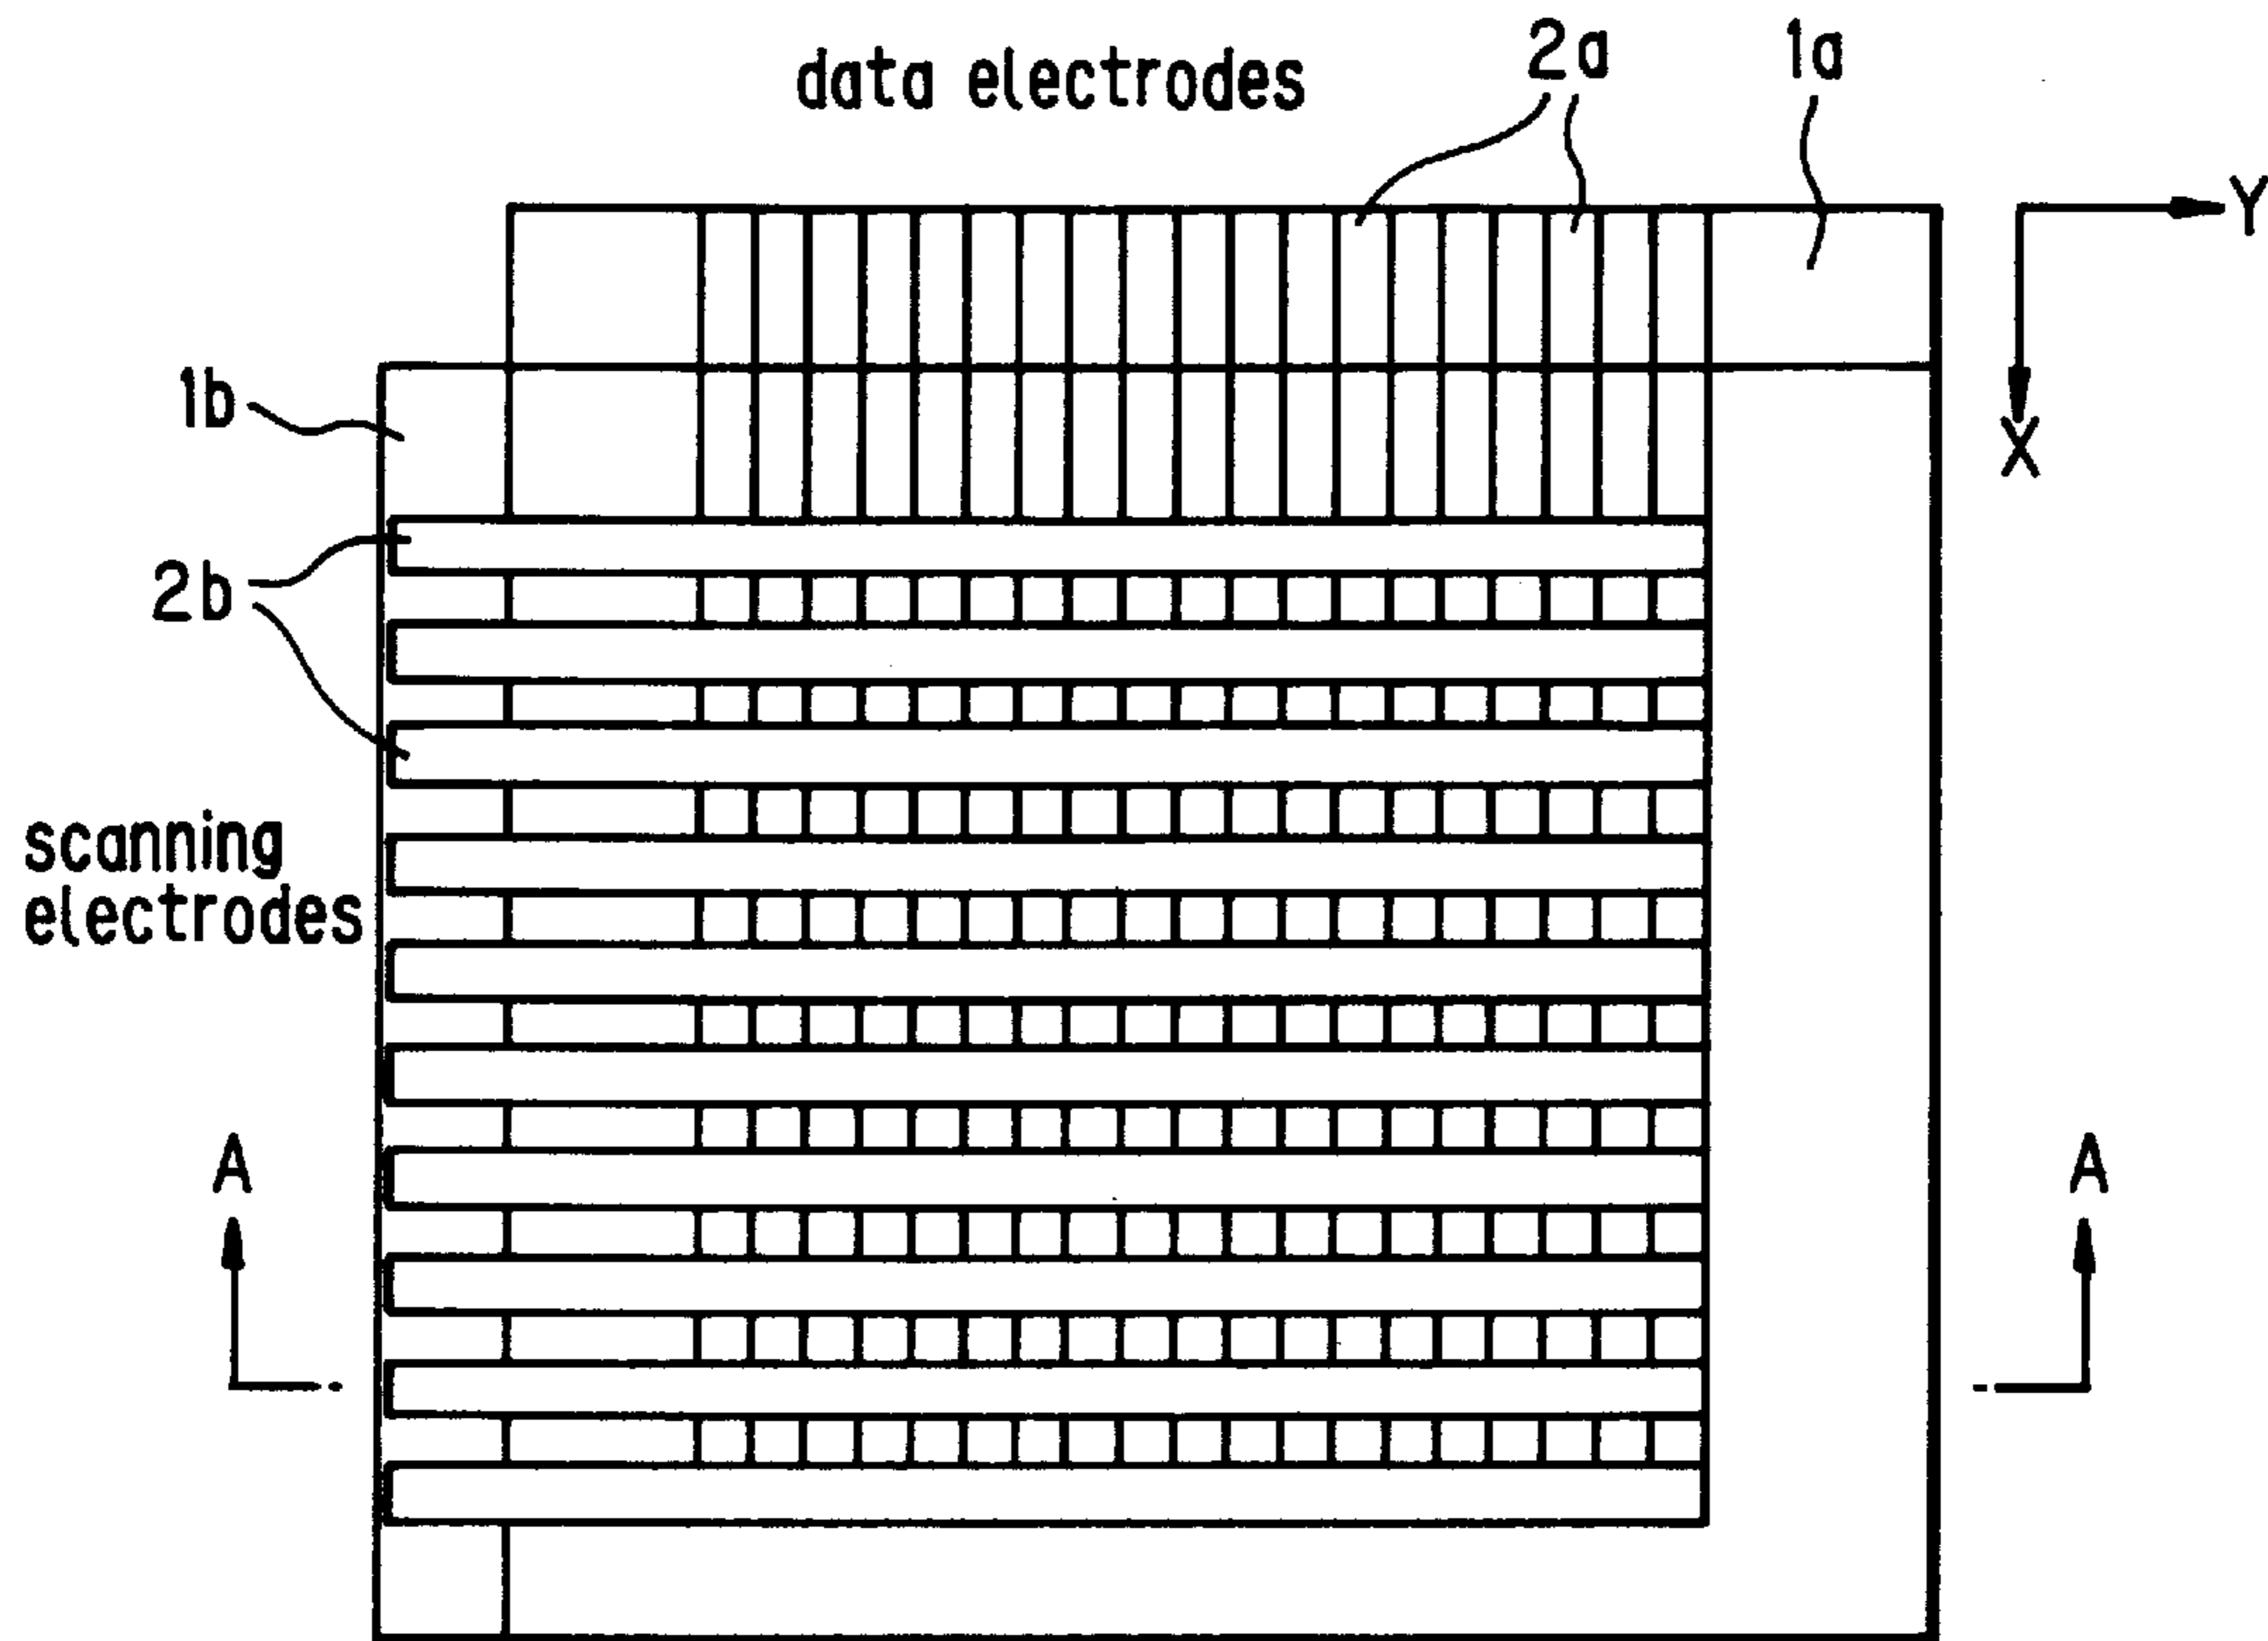 data electrodes
2a
1a
Y
X
1b
2b
scanning
electrodes
A
A